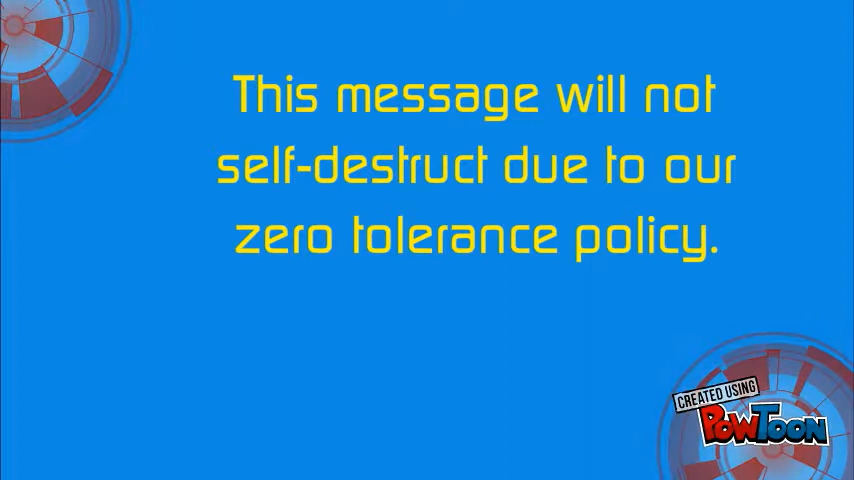 This message will not
self-destruct due to our
zero tolerance policy.
CREATED USING
POWTOON